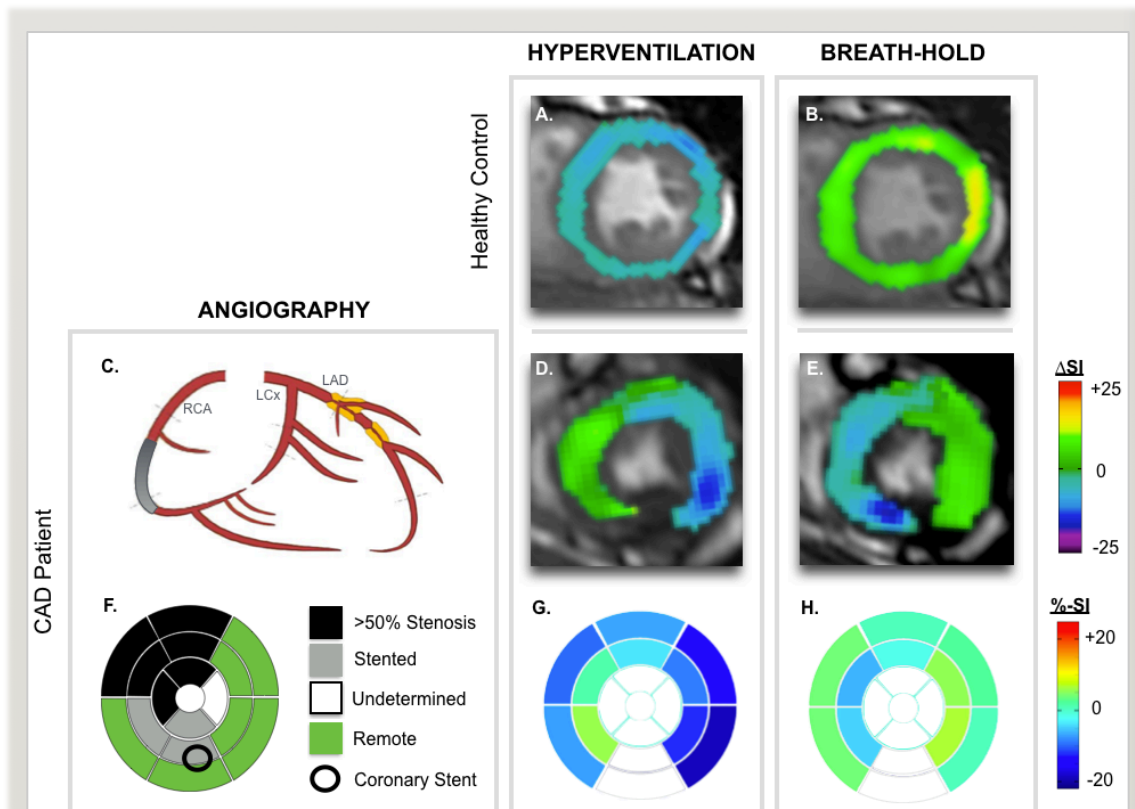 HYPERVENTILATION
BREATH-HOLD
Healthy Control
A.
B.
ANGIOGRAPHY
CAD Patient
C.
RCA
LCx
LAD
D.
E.
ΔSI
+25
0
-25
F.
>50% Stenosis
Stented
Undetermined
Remote
Coronary Stent
G.
H.
%-SI
+20
0
-20